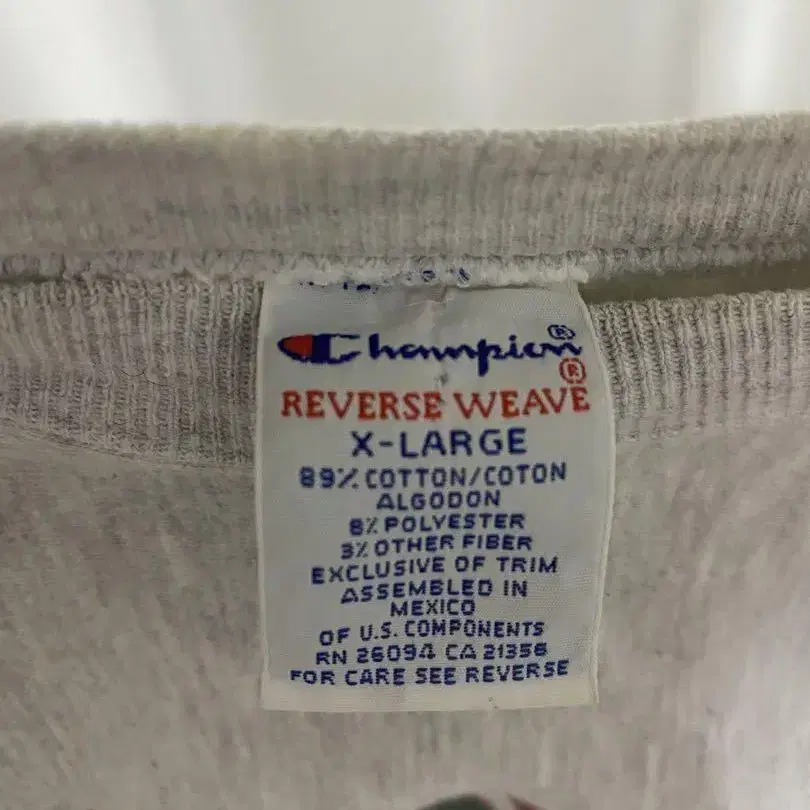 Champion®
®
REVERSE WEAVE
X-LARGE
89% COTTON/COTON
ALGODON
8% POLYESTER
3% OTHER FIBER
EXCLUSIVE OF TRIM
ASSEMBLED IN
MEXICO
OF U.S. COMPONENTS
RN 26094 CA 21356
FOR CARE SEE REVERSE